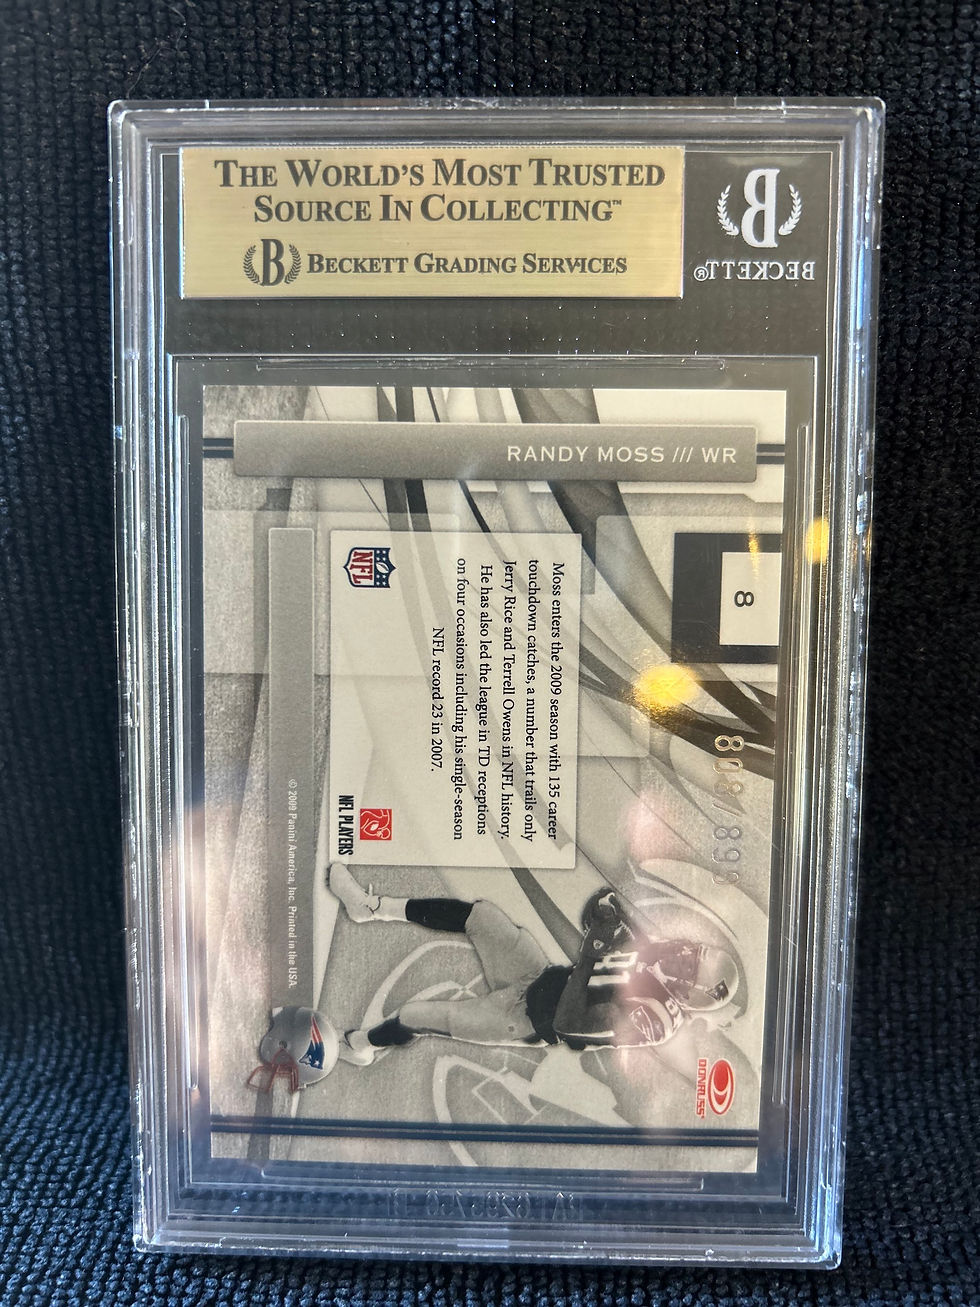 THE WORLD'S MOST TRUSTED
SOURCE IN COLLECTING™
B BECKETT GRADING SERVICES
B
BECKETT®
RANDY MOSS /// WR
8
808/899
Moss enters the 2009 season with 135 career
touchdown catches, a number that trails only
Jerry Rice and Terrell Owens in NFL history.
He has also led the league in TD receptions
on four occasions including his single-season
NFL record 23 in 2007.
NFL
NFL PLAYERS
© 2009 Panini America, Inc. Printed in the USA.
81
DONRUSS